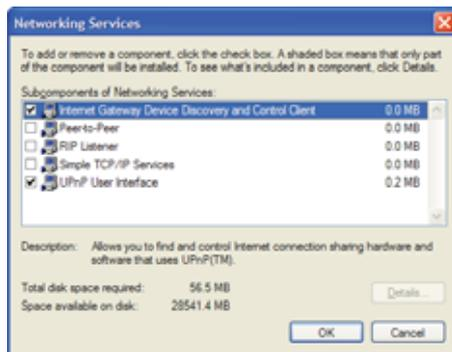 Networking Services
To add or remove a component, click the check box. A shaded box means that only part
of the component will be installed. To see what's included in a component, click Details.
Subcomponents of Networking Services:
Internet Gateway Device Discovery and Control Client 0.0 MB
Peer-to-Peer 0.0 MB
RIP Listener 0.0 MB
Simple TCP/IP Services 0.0 MB
UPnP User Interface 0.2 MB
Description: Allows you to find and control Internet connection sharing hardware and
software that uses UPnP(TM).
Total disk space required: 56.5 MB
Space available on disk: 28541.4 MB
Details...
OK Cancel